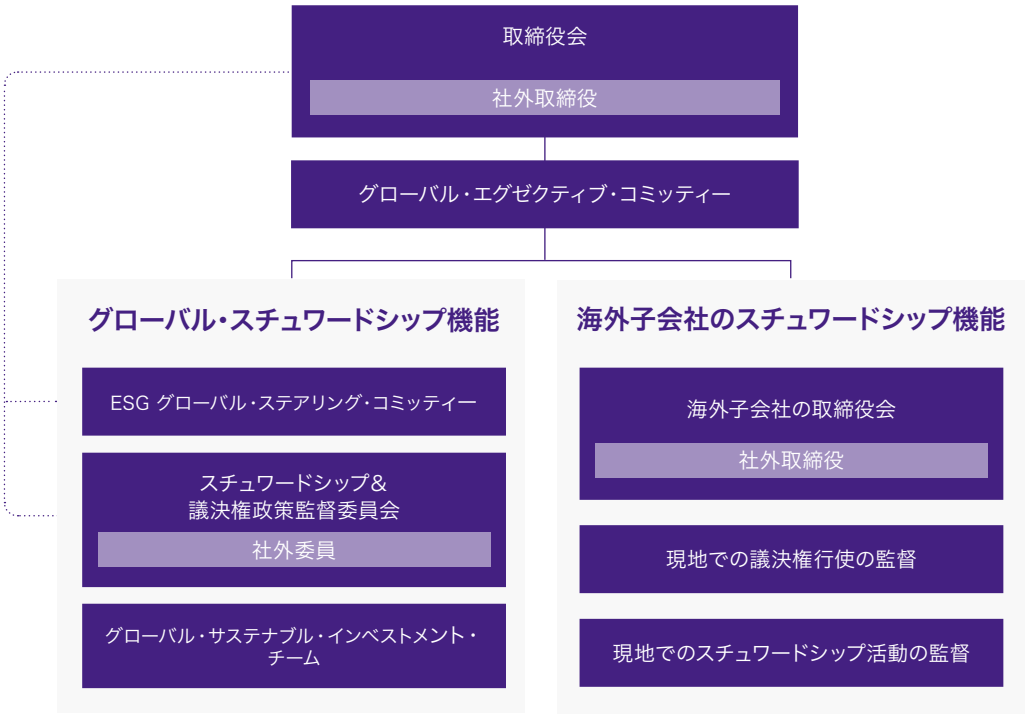 取締役会
社外取締役
グローバル・エグゼクティブ・コミッティー
グローバル・スチュワードシップ機能
ESG グローバル・ステアリング・コミッティー
スチュワードシップ&
議決権政策監督委員会
社外委員
グローバル・サステナブル・インベストメント・
チーム
海外子会社のスチュワードシップ機能
海外子会社の取締役会
社外取締役
現地での議決権行使の監督
現地でのスチュワードシップ活動の監督